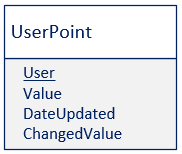 UserPoint
User
Value
DateUpdated
ChangedValue